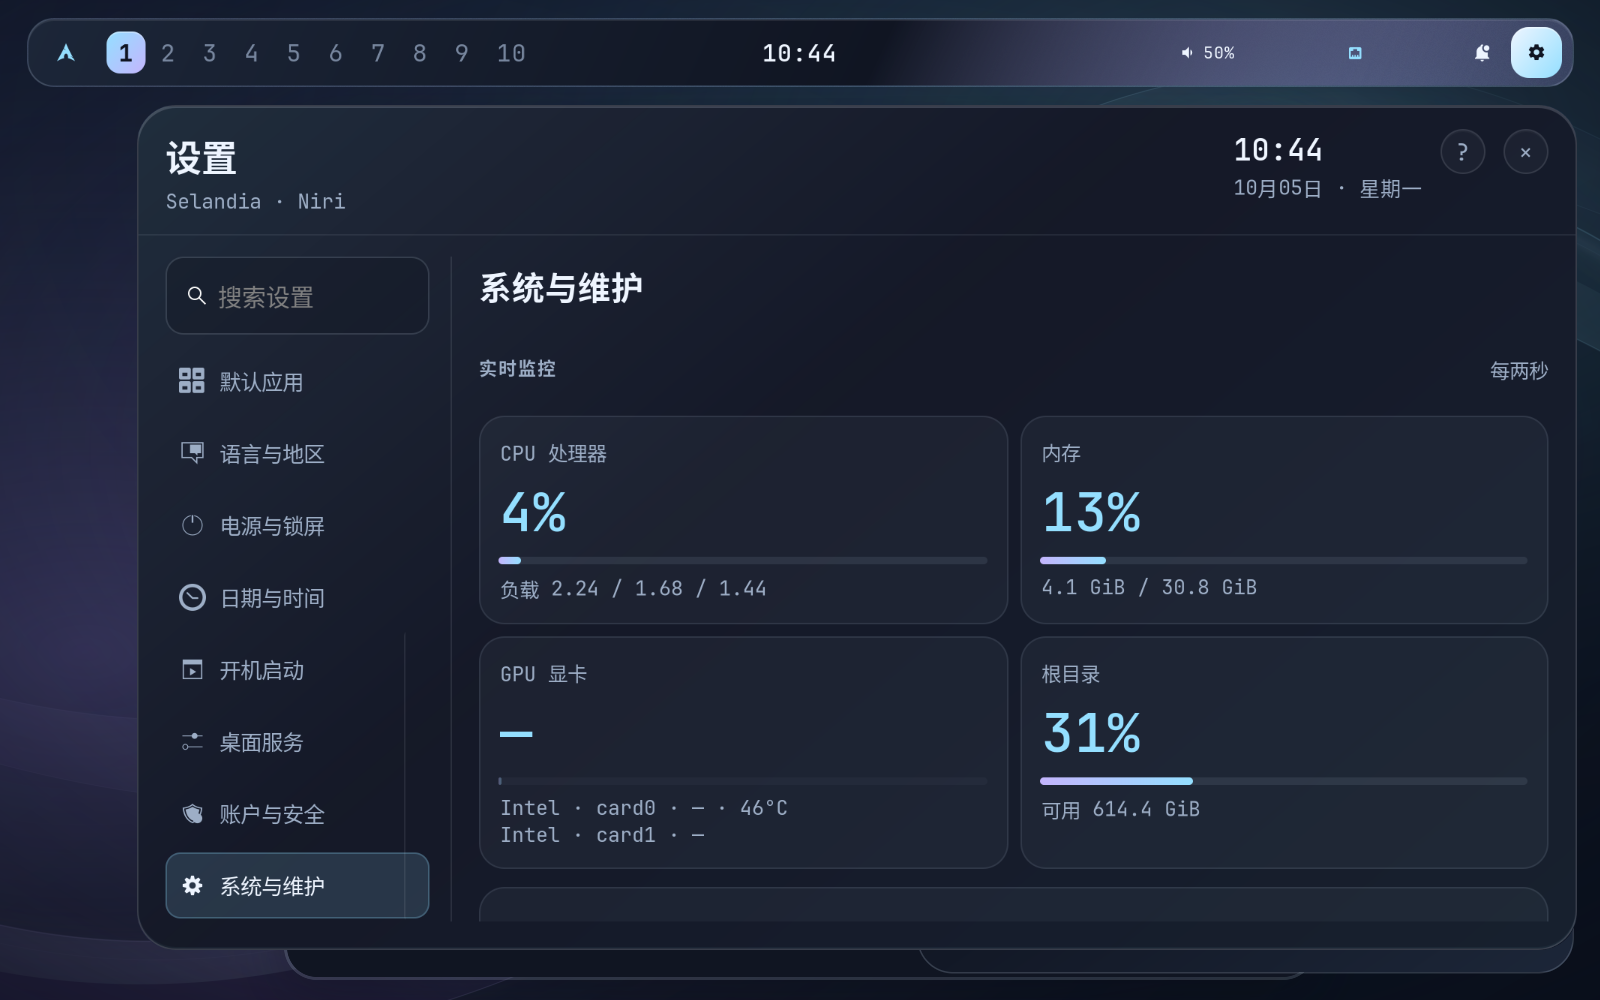 1 2 3 4 5 6 7 8 9 10
10:44
50%
设置
Selandia · Niri
10:44
10月05日 · 星期一
?
×
搜索设置
默认应用
语言与地区
电源与锁屏
日期与时间
开机启动
桌面服务
账户与安全
系统与维护
系统与维护
实时监控
每两秒
CPU 处理器
4%
负载 2.24 / 1.68 / 1.44
内存
13%
4.1 GiB / 30.8 GiB
GPU 显卡
—
Intel · card0 · — · 46°C
Intel · card1 · —
根目录
31%
可用 614.4 GiB